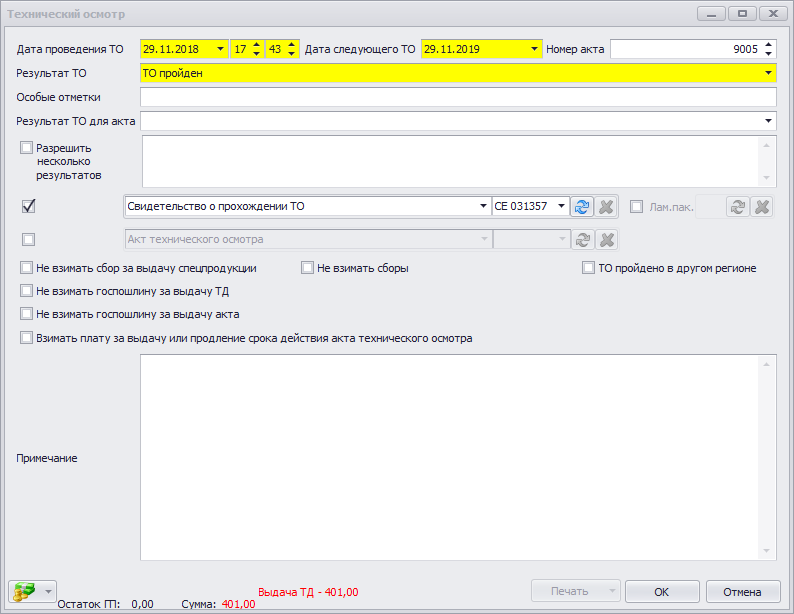 Технический осмотр
Дата проведения ТО 29.11.2018 17 43 Дата следующего ТО 29.11.2019 Номер акта 9005
Результат ТО ТО пройден
Особые отметки
Результат ТО для акта
Разрешить
несколько
результатов
Свидетельство о прохождении ТО СЕ 031357 Лам.пак.
Акт технического осмотра
Не взимать сбор за выдачу спецпродукции Не взимать сборы ТО пройдено в другом регионе
Не взимать госпошлину за выдачу ТД
Не взимать госпошлину за выдачу акта
Взимать плату за выдачу или продление срока действия акта технического осмотра
Примечание
Выдача ТД - 401,00 Печать ОК Отмена
Остаток ГП: 0,00 Сумма: 401,00